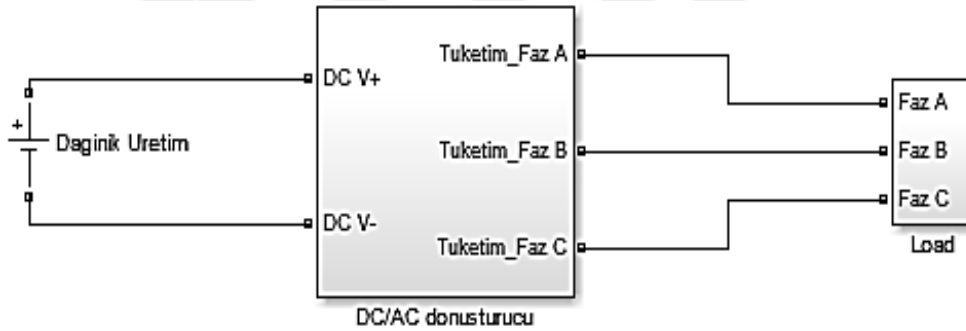 Tuketim_Faz A
DC V+
Faz A
+
Daginik Uretim
Tuketim_Faz B
Faz B
Faz C
DC V-
Tuketim_Faz C
Load
DC/AC donusturucu